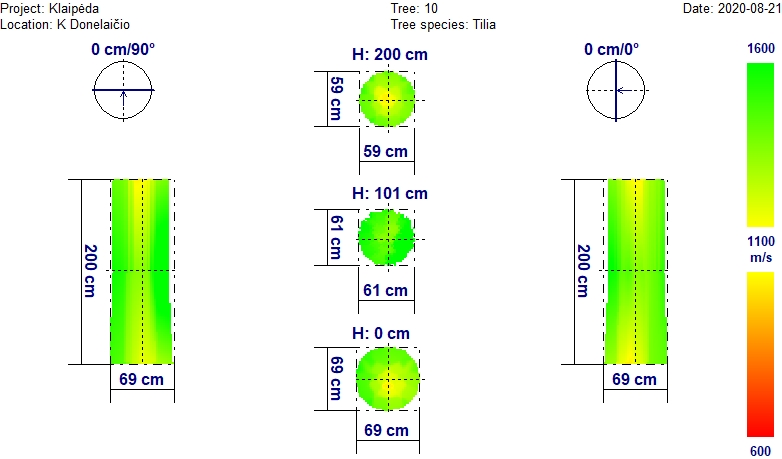 Project: Klaipėda
Tree: 10
Date: 2020-08-21
Location: K Donelaičio
Tree species: Tilia
0 cm/90°
H: 200 cm
0 cm/0°
1600
59 cm
59 cm
H: 101 cm
61 cm
61 cm
200 cm
200 cm
1100
m/s
H: 0 cm
69 cm
69 cm
69 cm
69 cm
600